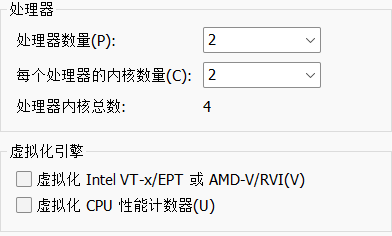 处理器
处理器数量(P): 2
每个处理器的内核数量(C): 2
处理器内核总数: 4
虚拟化引擎
虚拟化 Intel VT-x/EPT 或 AMD-V/RVI(V)
虚拟化 CPU 性能计数器(U)